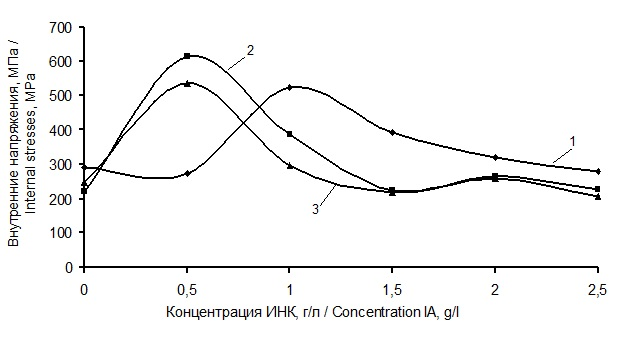 Внутренние напряжения, МПа /
Internal stresses, MPa
700
600
500
400
300
200
100
0
2
1
3
0 0,5 1 1,5 2 2,5
Концентрация ИНК, г/л / Concentration IA, g/l